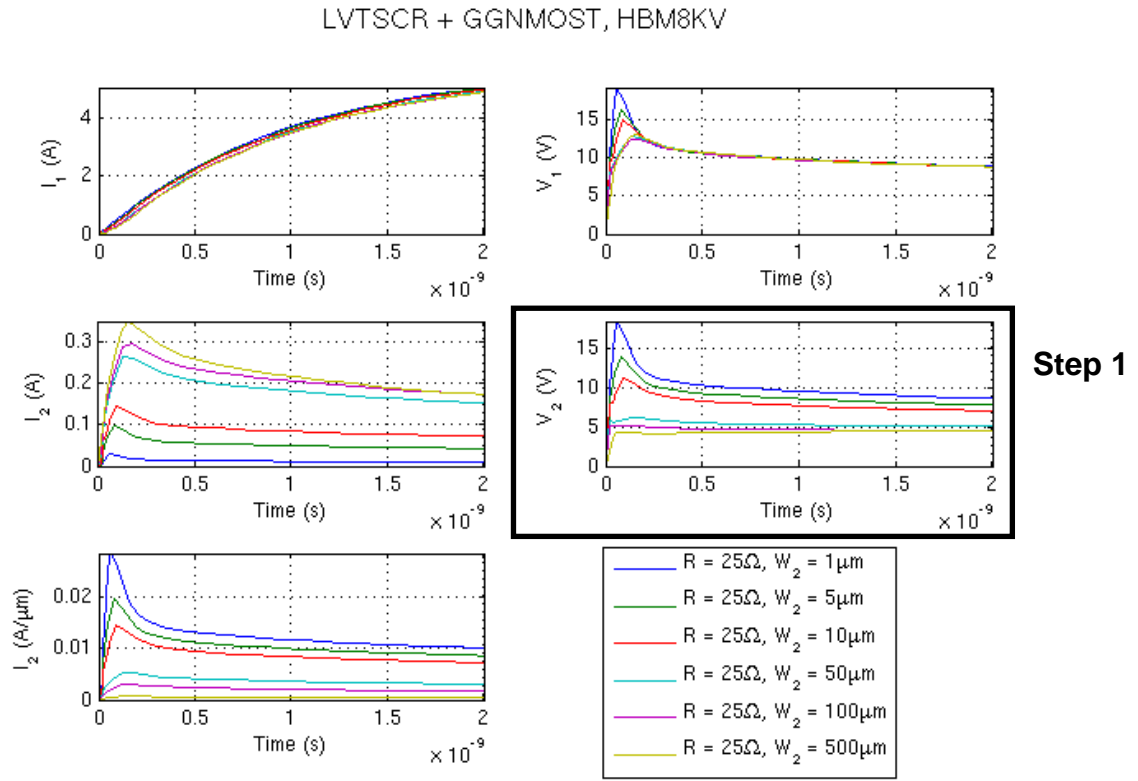 LVTSCR + GGNMOST, HBM8KV
I₁ (A)
4
2
0
0 0.5 1 1.5 2
Time (s)
× 10⁻⁹
V₁ (V)
15
10
5
0
0 0.5 1 1.5 2
Time (s)
× 10⁻⁹
I₂ (A)
0.3
0.2
0.1
0
0 0.5 1 1.5 2
Time (s)
× 10⁻⁹
V₂ (V)
15
10
5
0
0 0.5 1 1.5 2
Time (s)
× 10⁻⁹
Step 1
I₂ (A/μm)
0.02
0.01
0
0 0.5 1 1.5 2
Time (s)
× 10⁻⁹
R = 25Ω, W₂ = 1μm
R = 25Ω, W₂ = 5μm
R = 25Ω, W₂ = 10μm
R = 25Ω, W₂ = 50μm
R = 25Ω, W₂ = 100μm
R = 25Ω, W₂ = 500μm